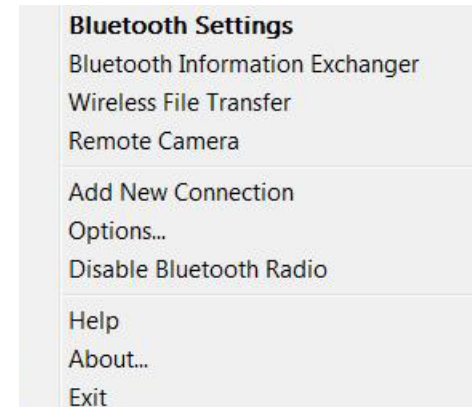 Bluetooth Settings
Bluetooth Information Exchanger
Wireless File Transfer
Remote Camera
Add New Connection
Options...
Disable Bluetooth Radio
Help
About...
Exit